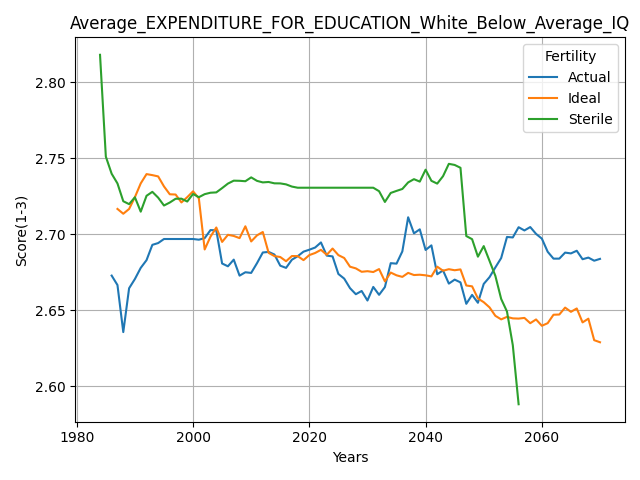 Average_EXPENDITURE_FOR_EDUCATION_White_Below_Average_IQ
Fertility
Actual
Ideal
Sterile
Score(1-3)
2.80
2.75
2.70
2.65
2.60
1980
2000
2020
2040
2060
Years